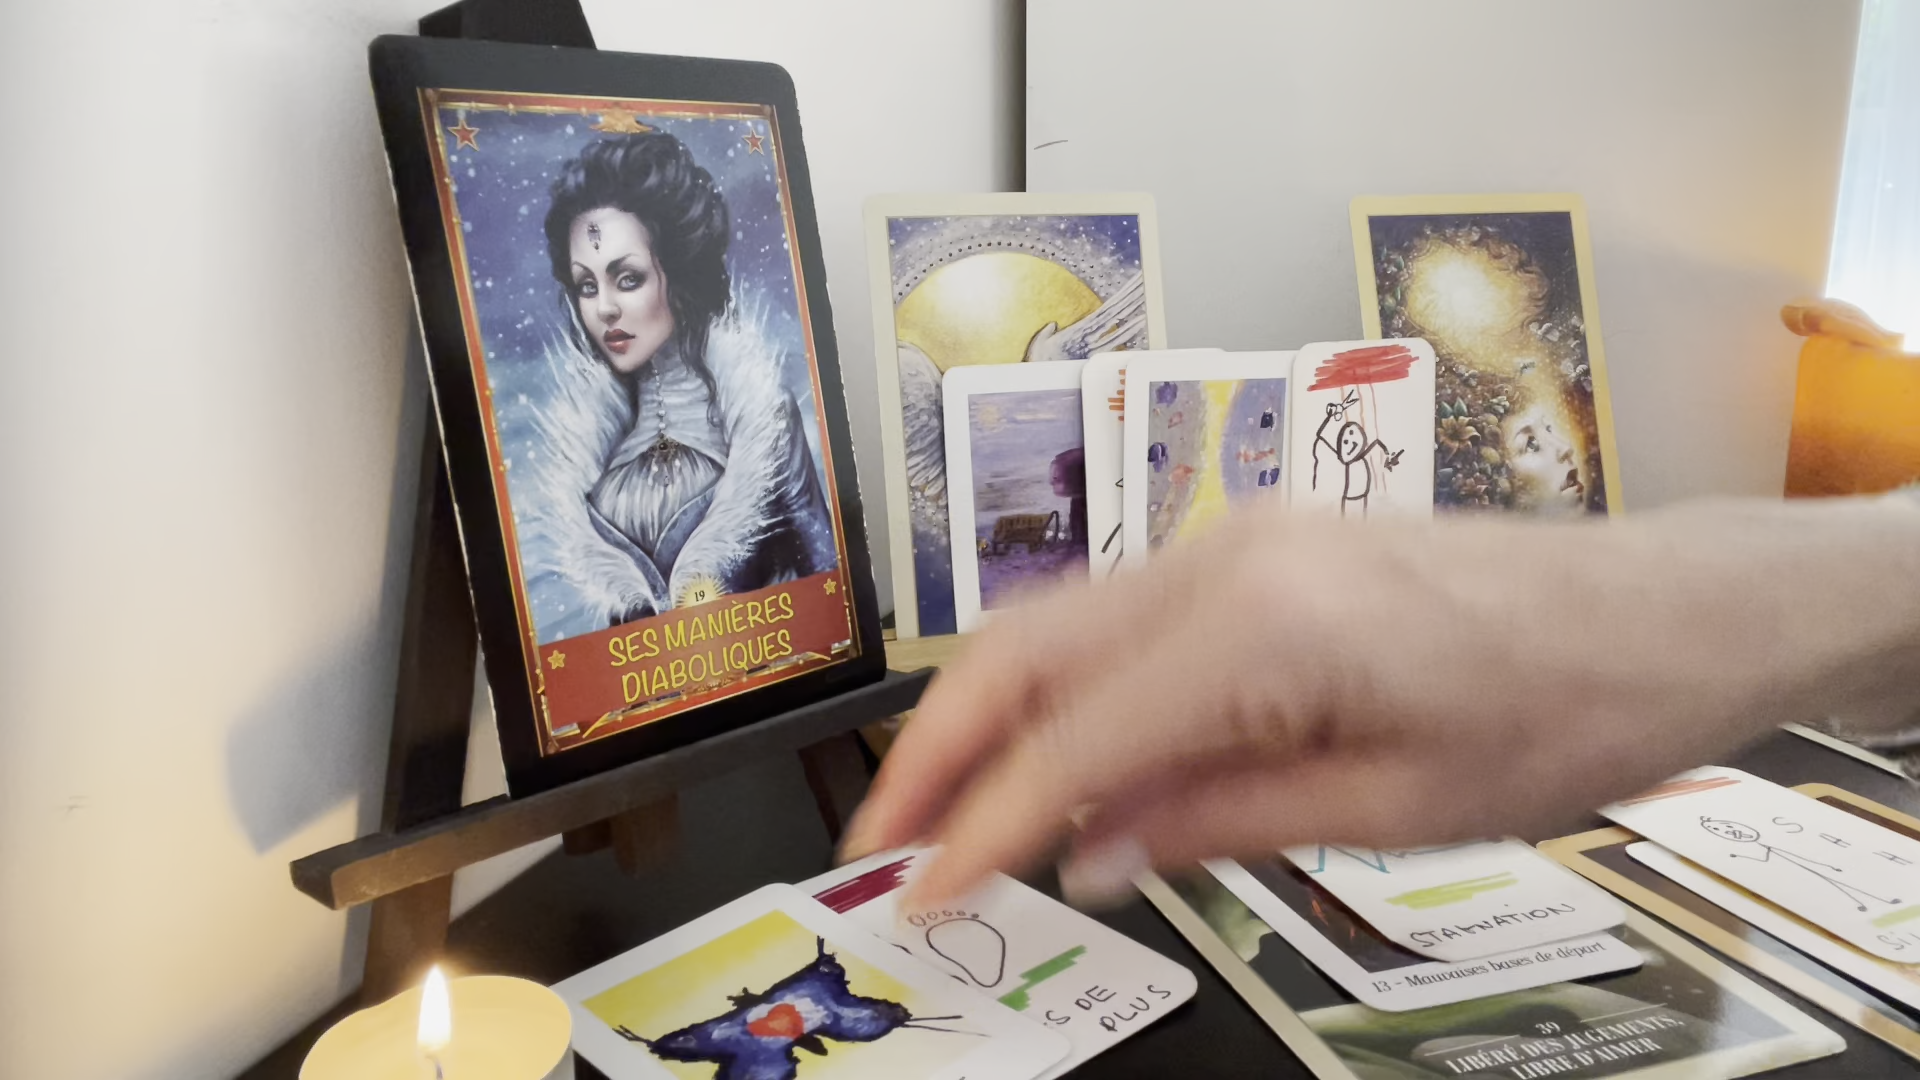 19
SES MANIÈRES
DIABOLIQUES
S DE
PLUS
STAGNATION
13 - Mauvaises bases de départ
39
LIBÉRÉ DES JUGEMENTS,
LIBRE D'AIMER
S
H
H